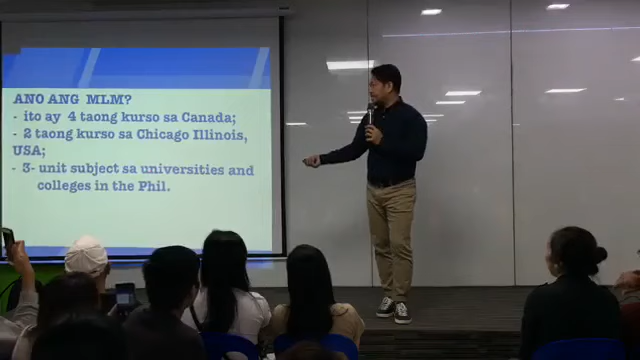 ANO ANG MLM?
- ito ay 4 taong kurso sa Canada;
- 2 taong kurso sa Chicago Illinois,
USA;
- 3- unit subject sa universities and
colleges in the Phil.